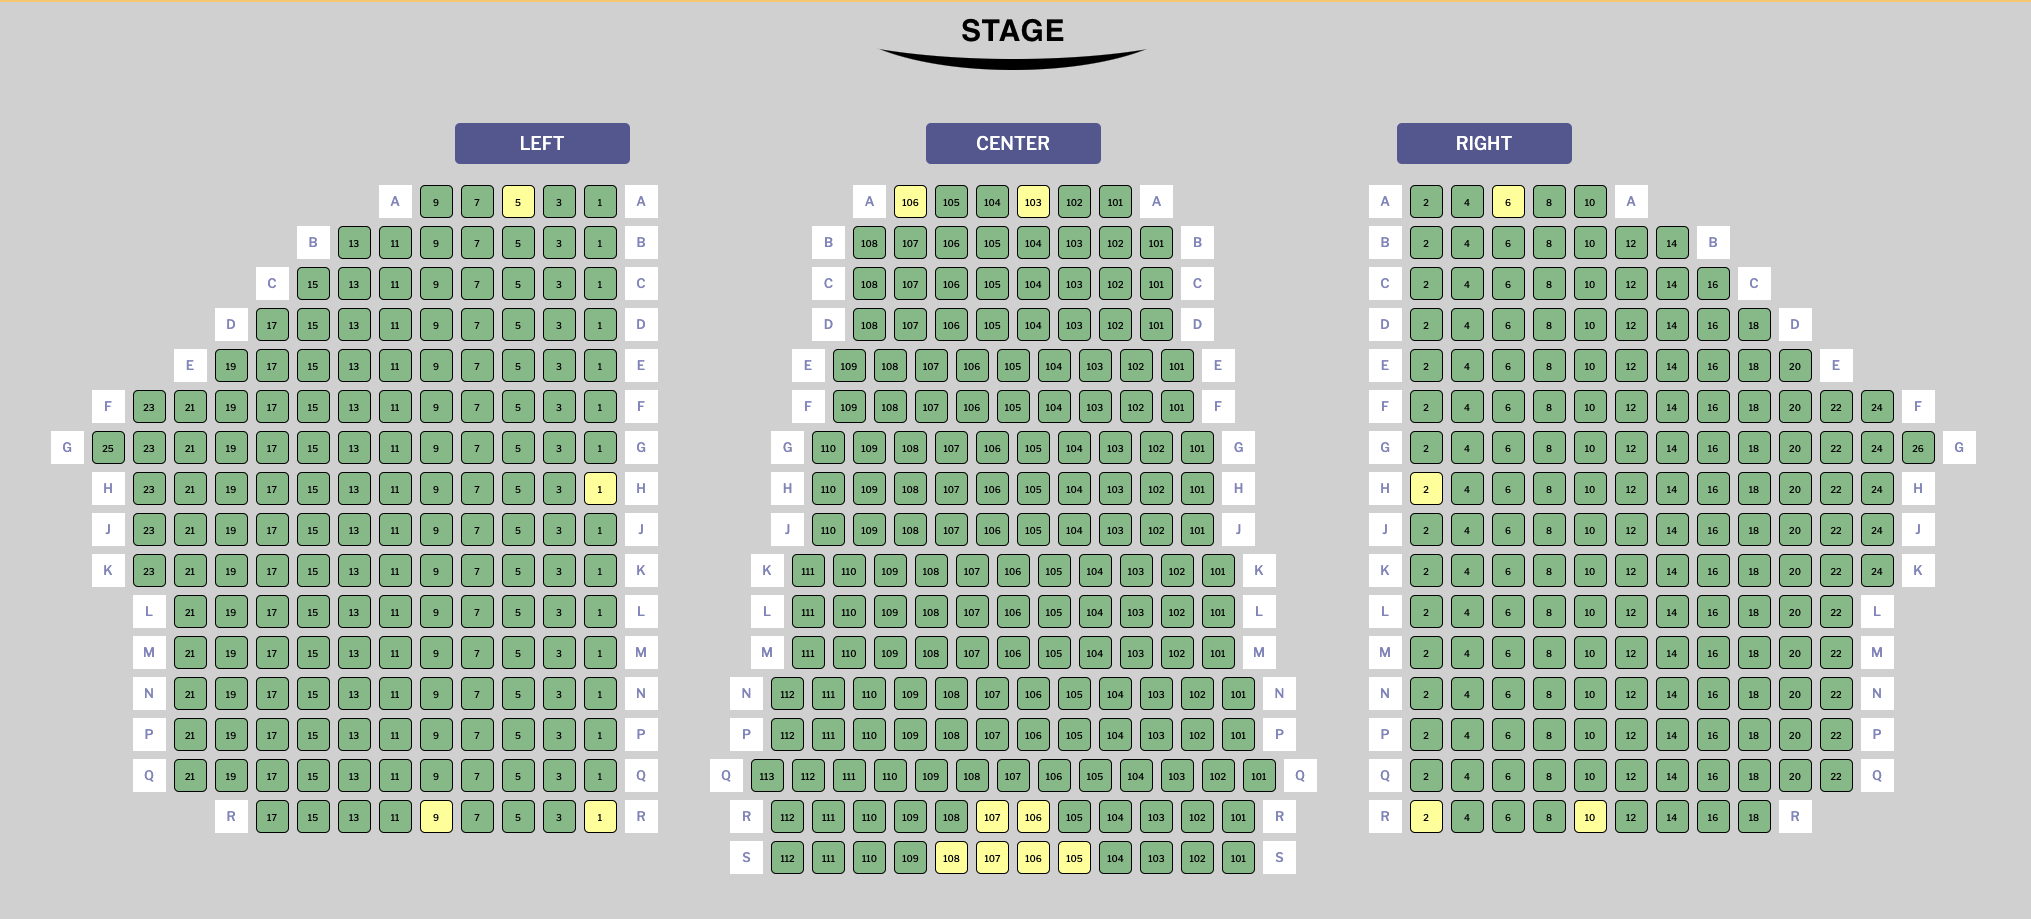 STAGE
LEFT CENTER RIGHT
A 9 7 5 3 1 A A 106 105 104 103 102 101 A A 2 4 6 8 10 A
B 13 11 9 7 5 3 1 B B 108 107 106 105 104 103 102 101 B B 2 4 6 8 10 12 14 B
C 15 13 11 9 7 5 3 1 C C 108 107 106 105 104 103 102 101 C C 2 4 6 8 10 12 14 16 C
D 17 15 13 11 9 7 5 3 1 D D 108 107 106 105 104 103 102 101 D D 2 4 6 8 10 12 14 16 18 D
E 19 17 15 13 11 9 7 5 3 1 E E 109 108 107 106 105 104 103 102 101 E E 2 4 6 8 10 12 14 16 18 20 E
F 23 21 19 17 15 13 11 9 7 5 3 1 F F 109 108 107 106 105 104 103 102 101 F F 2 4 6 8 10 12 14 16 18 20 22 24 F
G 25 23 21 19 17 15 13 11 9 7 5 3 1 G G 110 109 108 107 106 105 104 103 102 101 G G 2 4 6 8 10 12 14 16 18 20 22 24 26 G
H 23 21 19 17 15 13 11 9 7 5 3 1 H H 110 109 108 107 106 105 104 103 102 101 H H 2 4 6 8 10 12 14 16 18 20 22 24 H
J 23 21 19 17 15 13 11 9 7 5 3 1 J J 110 109 108 107 106 105 104 103 102 101 J J 2 4 6 8 10 12 14 16 18 20 22 24 J
K 23 21 19 17 15 13 11 9 7 5 3 1 K K 111 110 109 108 107 106 105 104 103 102 101 K K 2 4 6 8 10 12 14 16 18 20 22 24 K
L 21 19 17 15 13 11 9 7 5 3 1 L L 111 110 109 108 107 106 105 104 103 102 101 L L 2 4 6 8 10 12 14 16 18 20 22 L
M 21 19 17 15 13 11 9 7 5 3 1 M M 111 110 109 108 107 106 105 104 103 102 101 M M 2 4 6 8 10 12 14 16 18 20 22 M
N 21 19 17 15 13 11 9 7 5 3 1 N N 112 111 110 109 108 107 106 105 104 103 102 101 N N 2 4 6 8 10 12 14 16 18 20 22 N
P 21 19 17 15 13 11 9 7 5 3 1 P P 112 111 110 109 108 107 106 105 104 103 102 101 P P 2 4 6 8 10 12 14 16 18 20 22 P
Q 21 19 17 15 13 11 9 7 5 3 1 Q Q 113 112 111 110 109 108 107 106 105 104 103 102 101 Q Q 2 4 6 8 10 12 14 16 18 20 22 Q
R 17 15 13 11 9 7 5 3 1 R R 112 111 110 109 108 107 106 105 104 103 102 101 R R 2 4 6 8 10 12 14 16 18 R
S 112 111 110 109 108 107 106 105 104 103 102 101 S